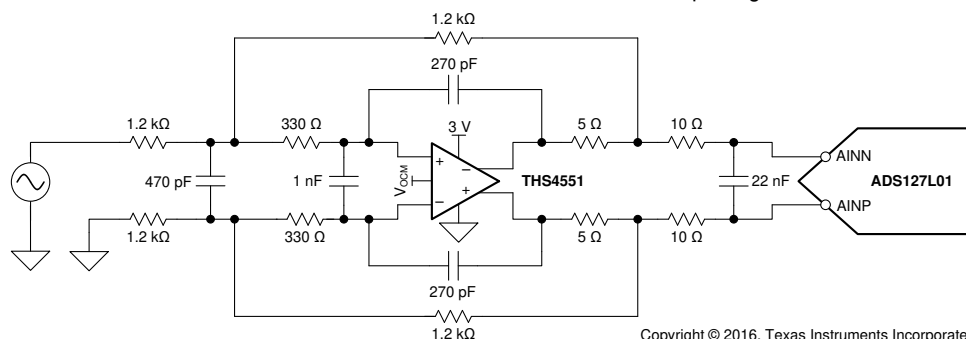 1.2 kΩ
270 pF
1.2 kΩ
330 Ω
3 V
5 Ω
10 Ω
AINN
470 pF
1 nF
VOCM
THS4551
22 nF
ADS127L01
AINP
1.2 kΩ
330 Ω
5 Ω
10 Ω
270 pF
1.2 kΩ
Copyright © 2016, Texas Instruments Incorporate